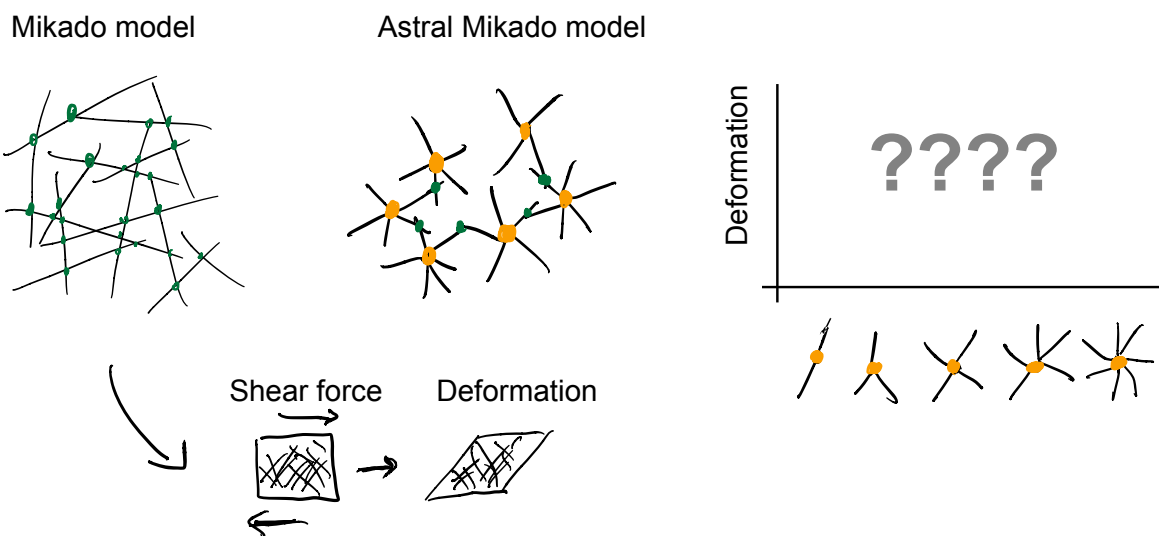 Mikado model
Astral Mikado model
Deformation
????
Shear force
Deformation